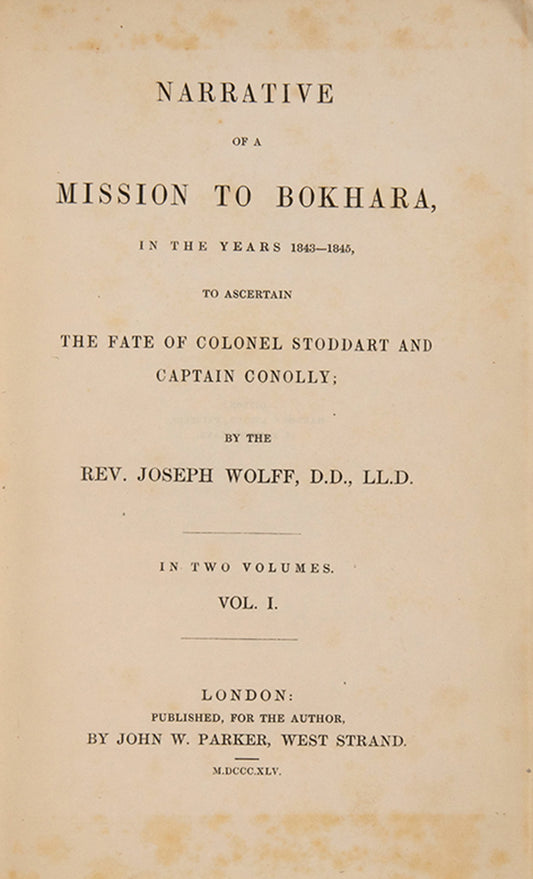 NARRATIVE
OF A
MISSION TO BOKHARA,
IN THE YEARS 1843—1845,
TO ASCERTAIN
THE FATE OF COLONEL STODDART AND
CAPTAIN CONOLLY;
BY THE
REV. JOSEPH WOLFF, D.D., LL.D.
IN TWO VOLUMES.
VOL. I.
LONDON:
PUBLISHED, FOR THE AUTHOR,
BY JOHN W. PARKER, WEST STRAND.
M.DCCC.XLV.